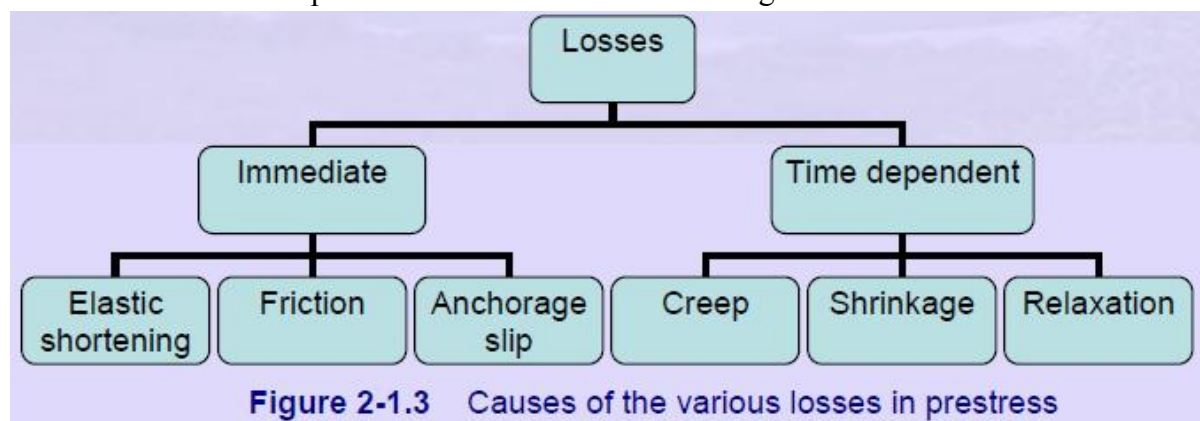 Losses
Immediate
Time dependent
Elastic
shortening
Friction
Anchorage
slip
Creep
Shrinkage
Relaxation
Figure 2-1.3 Causes of the various losses in prestress